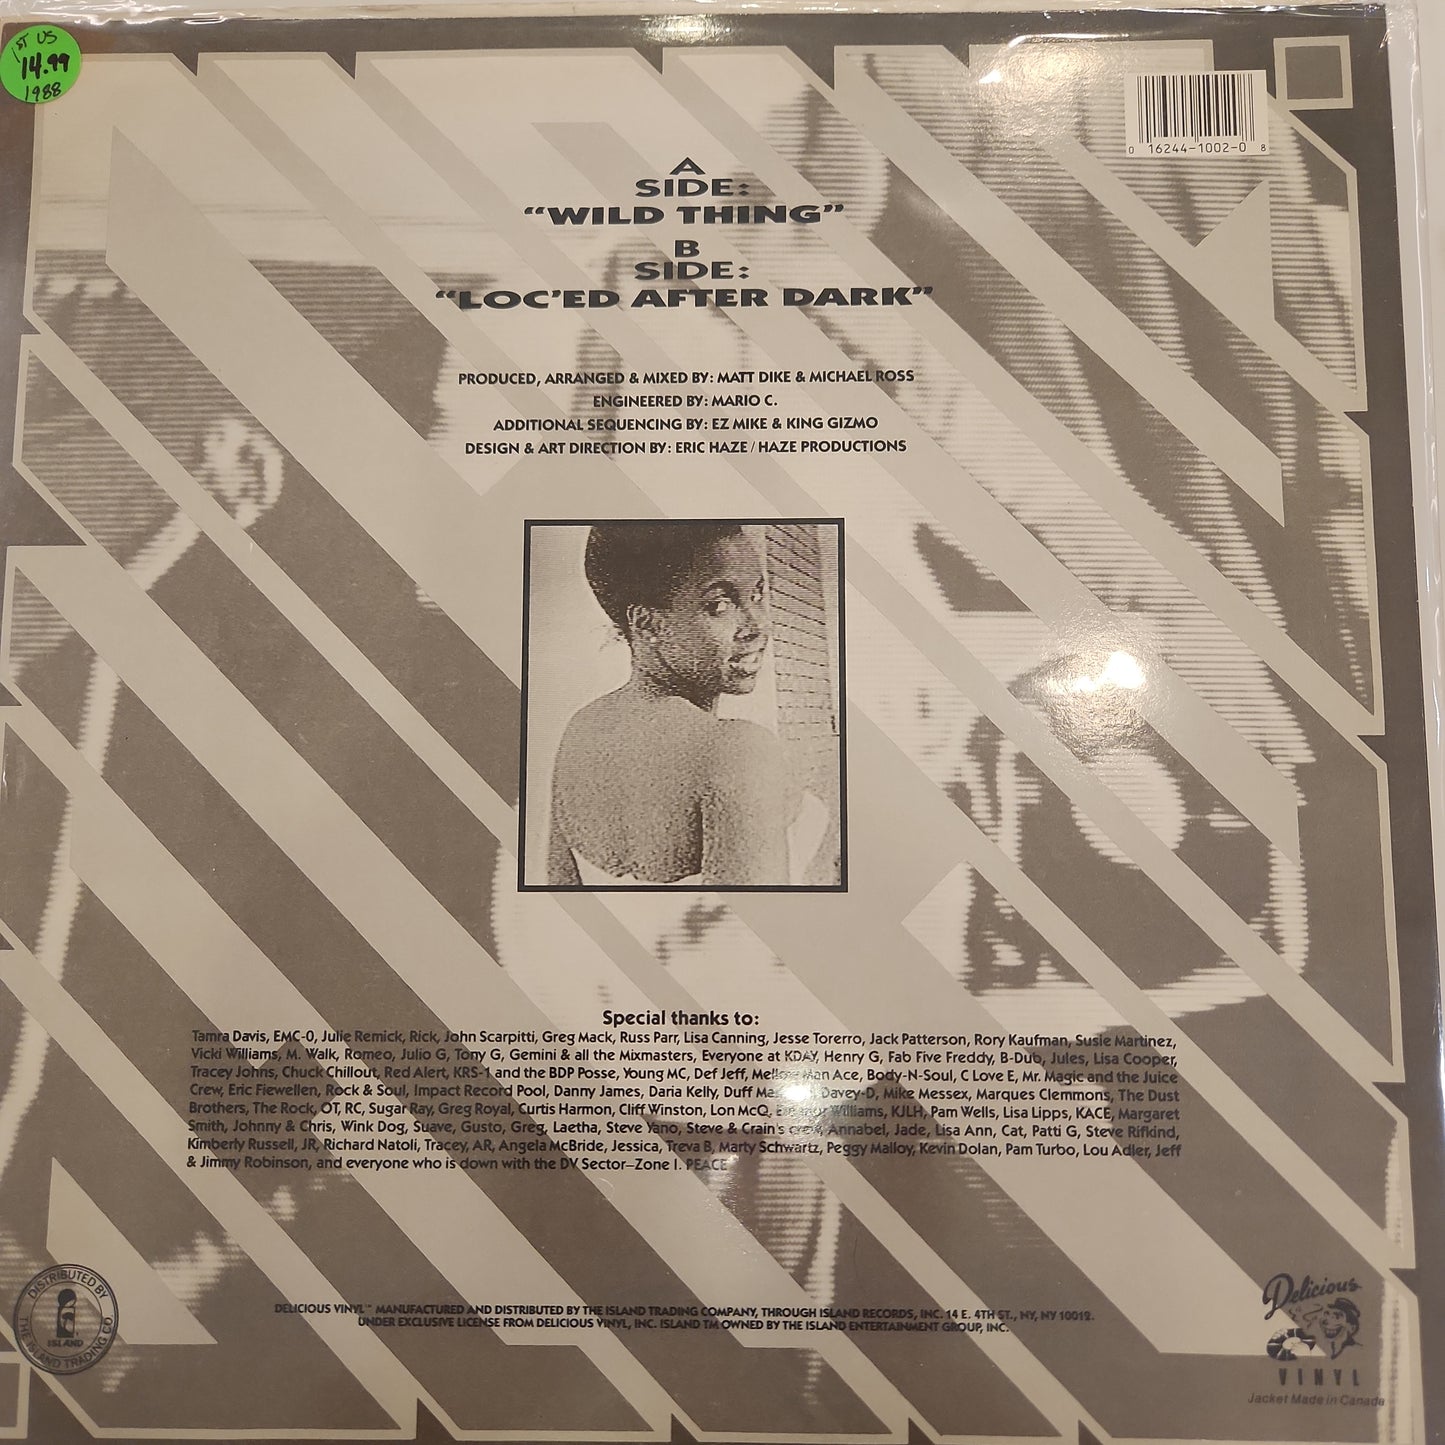 1ST US
14.99
1988
0 16244-1002-0 8
A
SIDE:
“WILD THING”
B
SIDE:
“LOC'ED AFTER DARK”
PRODUCED, ARRANGED & MIXED BY: MATT DIKE & MICHAEL ROSS
ENGINEERED BY: MARIO C.
ADDITIONAL SEQUENCING BY: EZ MIKE & KING GIZMO
DESIGN & ART DIRECTION BY: ERIC HAZE / HAZE PRODUCTIONS
Special thanks to:
Tamra Davis, EMC-0, Julie Remick, Rick, John Scarpitti, Greg Mack, Russ Parr, Lisa Canning, Jesse Torerro, Jack Patterson, Rory Kaufman, Susie Martinez,
Vicki Williams, M. Walk, Romeo, Julio G, Tony G, Gemini & all the Mixmasters, Everyone at KDAY, Henry G, Fab Five Freddy, B-Dub, Jules, Lisa Cooper,
Tracey Johns, Chuck Chillout, Red Alert, KRS-1 and the BDP Posse, Young MC, Def Jeff, Mellow Man Ace, Body-N-Soul, C Love E, Mr. Magic and the Juice
Crew, Eric Fiewellen, Rock & Soul, Impact Record Pool, Danny James, Daria Kelly, Duff Davey-D, Mike Messex, Marques Clemmons, The Dust
Brothers, The Rock, OT, RC, Sugar Ray, Greg Royal, Curtis Harmon, Cliff Winston, Lon McQ, Eleanor Williams, KJLH, Pam Wells, Lisa Lipps, KACE, Margaret
Smith, Johnny & Chris, Wink Dog, Suave, Gusto, Greg, Laetha, Steve Yano, Steve & Crain's crew, Annabel, Jade, Lisa Ann, Cat, Patti G, Steve Rifkind,
Kimberly Russell, JR, Richard Natoli, Tracey, AR, Angela McBride, Jessica, Treva B, Marty Schwartz, Peggy Malloy, Kevin Dolan, Pam Turbo, Lou Adler, Jeff
& Jimmy Robinson, and everyone who is down with the DV Sector–Zone 1. PEACE
DISTRIBUTED BY
THE ISLAND TRADING CO.
ISLAND
DELICIOUS VINYL™ MANUFACTURED AND DISTRIBUTED BY THE ISLAND TRADING COMPANY, THROUGH ISLAND RECORDS, INC. 14 E. 4TH ST., NY, NY 10012.
UNDER EXCLUSIVE LICENSE FROM DELICIOUS VINYL, INC. ISLAND TM OWNED BY THE ISLAND ENTERTAINMENT GROUP, INC.
Delicious
VINYL
Jacket Made in Canada